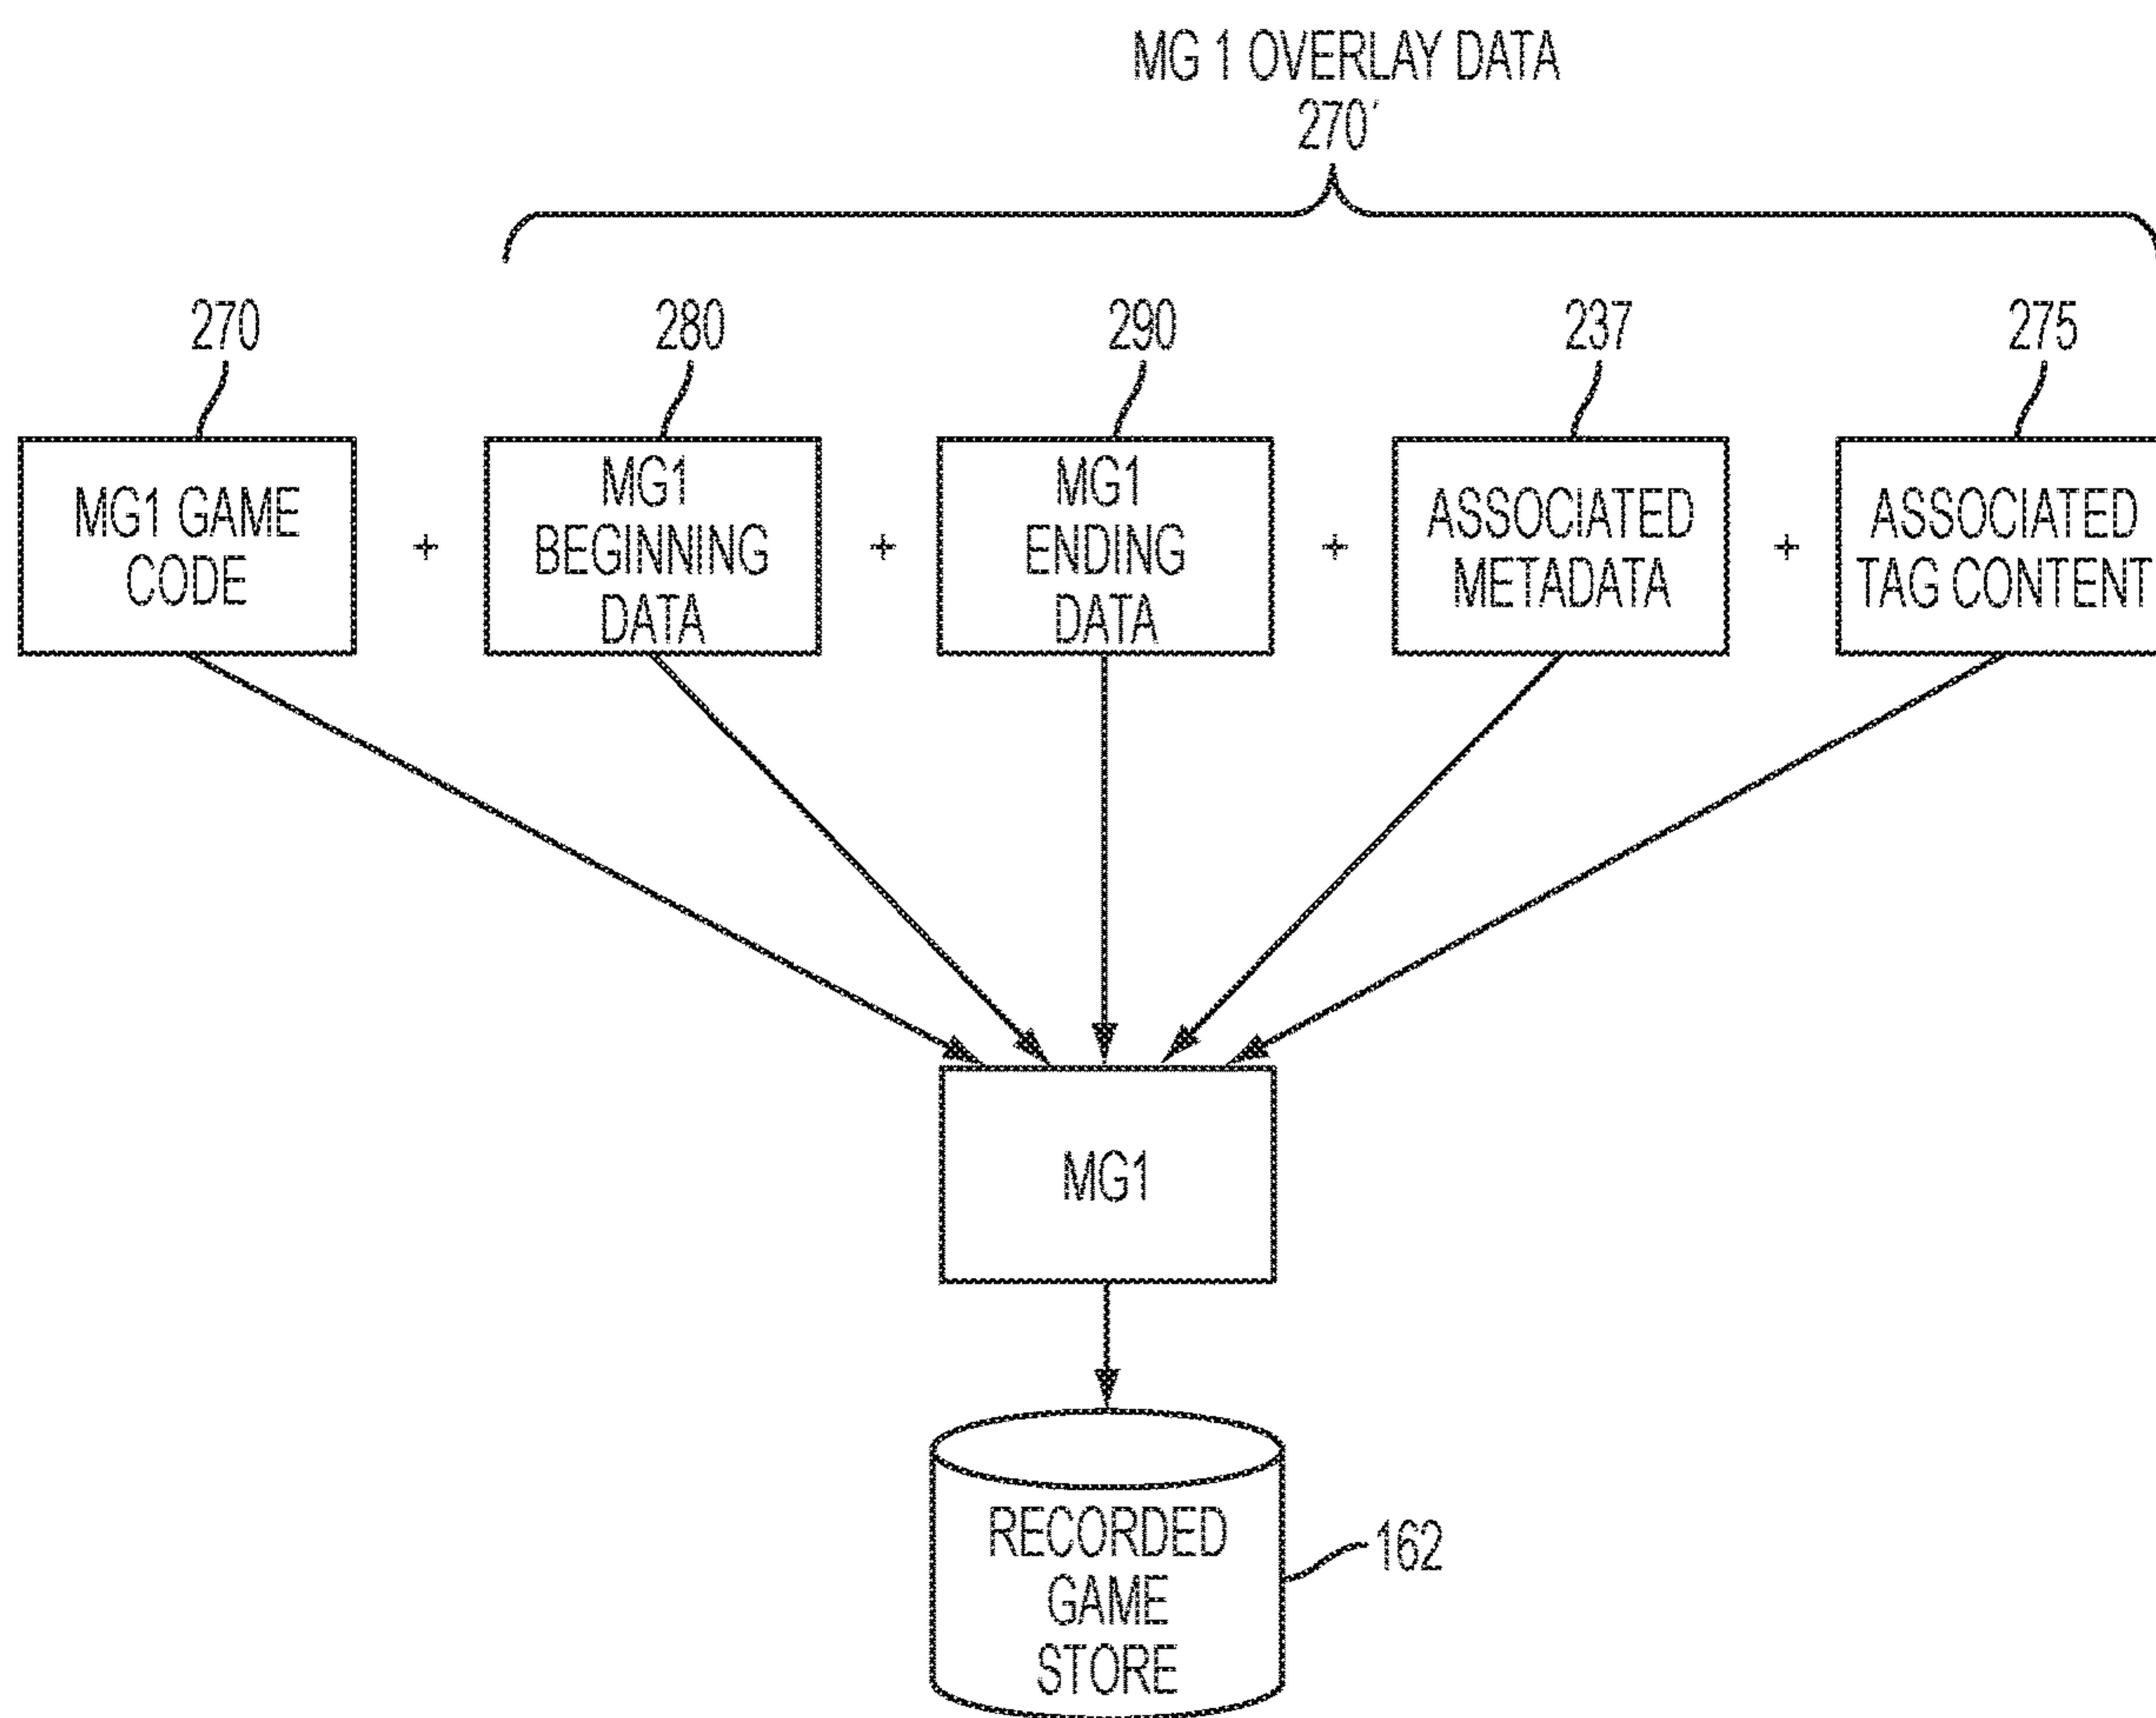 MG 1 OVERLAY DATA
270'
270
280
290
237
275
MG1 GAME
CODE
+
MG1
BEGINNING
DATA
+
MG1
ENDING
DATA
+
ASSOCIATED
METADATA
+
ASSOCIATED
TAG CONTENT
MG1
RECORDED
GAME
STORE
162